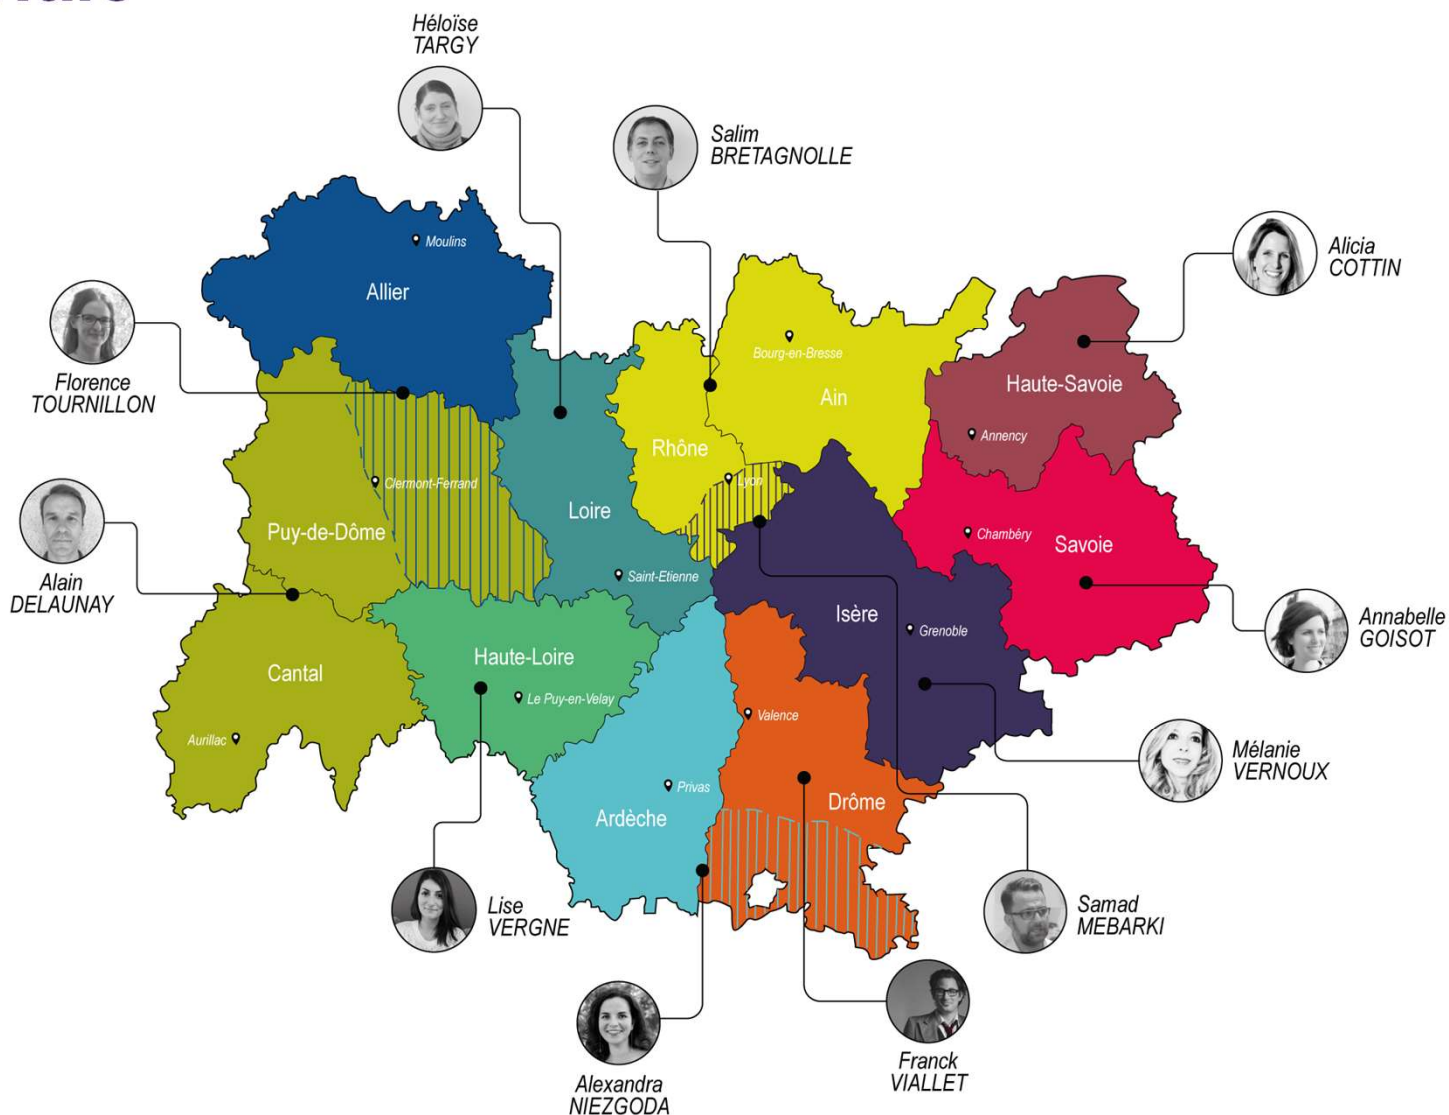 Héloïse
TARGY
Salim
BRETAGNOLLE
Alicia
COTTIN
Moulins
Allier
Florence
TOURNILLON
Bourg-en-Bresse
Ain
Haute-Savoie
Annency
Rhône
Lyon
Clermont-Ferrand
Puy-de-Dôme
Loire
Saint-Etienne
Chambéry
Savoie
Alain
DELAUNAY
Isère
Grenoble
Annabelle
GOISOT
Cantal
Aurillac
Haute-Loire
Le Puy-en-Velay
Valence
Mélanie
VERNOUX
Privas
Ardèche
Drôme
Lise
VERGNE
Samad
MEBARKI
Franck
VIALLET
Alexandra
NIEZGODA